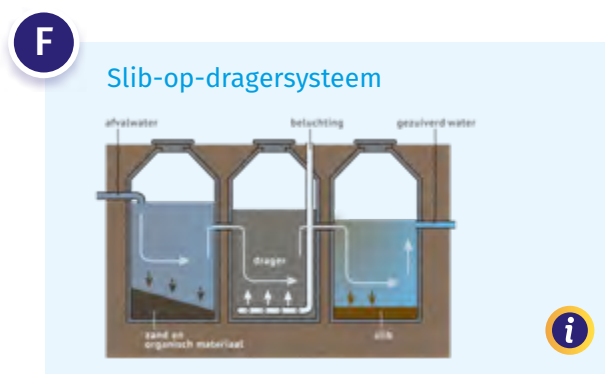 F
Slib-op-dragersysteem
afvalwater
beluchting
gezuiverd water
drager
zand en
organisch materiaal
slib
i